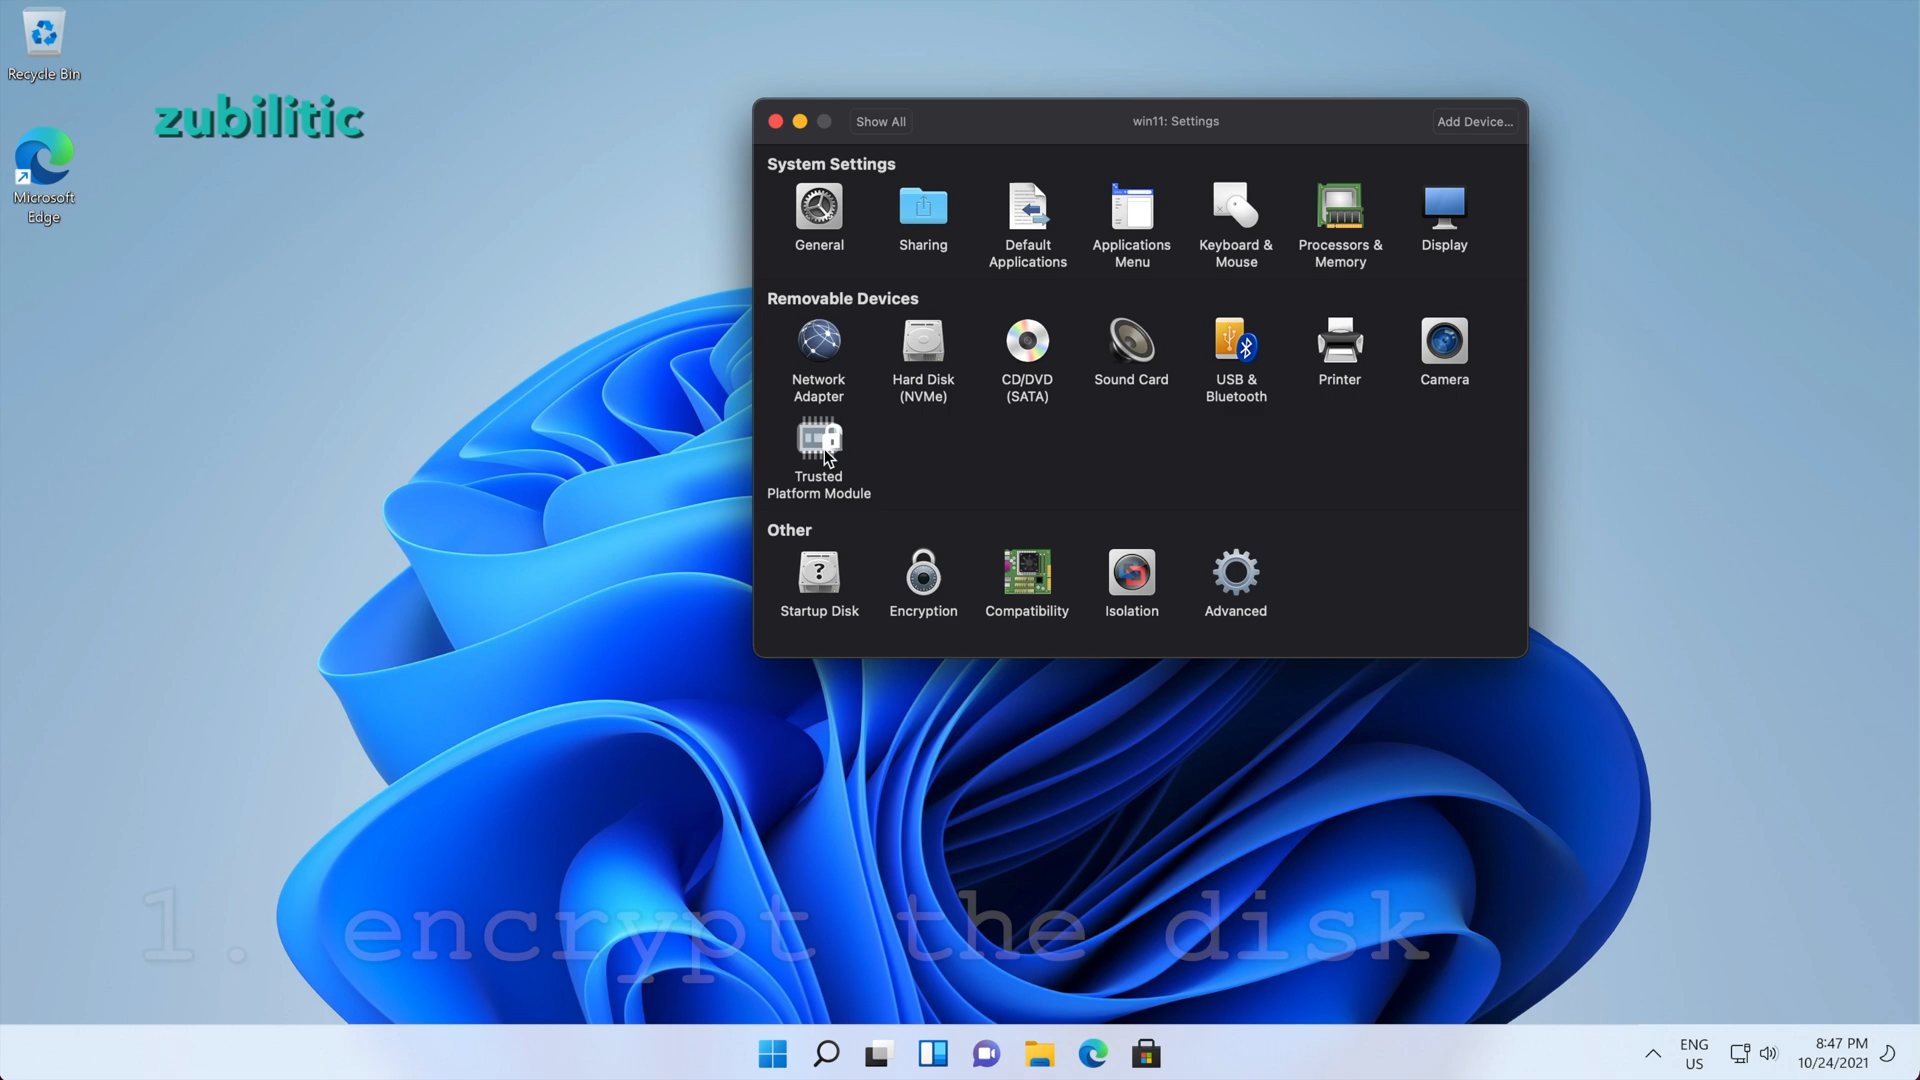 Recycle Bin
zubilitic
Microsoft
Edge
Show All
win11: Settings
Add Device...
System Settings
General
Sharing
Default
Applications
Applications
Menu
Keyboard &
Mouse
Processors &
Memory
Display
Removable Devices
Network
Adapter
Hard Disk
(NVMe)
CD/DVD
(SATA)
Sound Card
USB &
Bluetooth
Printer
Camera
Trusted
Platform Module
Other
Startup Disk
Encryption
Compatibility
Isolation
Advanced
1. encrypt the disk
ENG
US
8:47 PM
10/24/2021